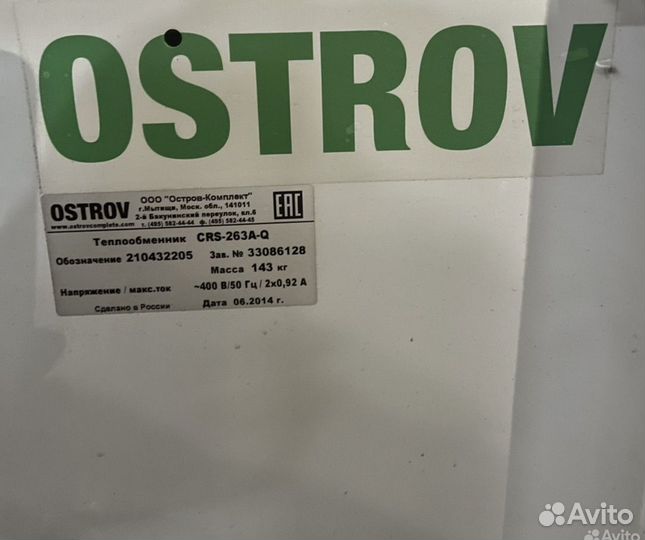 OSTROV
OSTROV
www.ostrovcomplete.com
ООО "Остров-Комплект"
г.Мытищи, Моск. обл., 141011
2-й Бакунинский переулок, вл.6
т. (495) 582-44-44 ф. (495) 582-44-45
EAC
Теплообменник CRS-263A-Q
Обозначение 210432205 Зав. № 33086128
Масса 143 кг
Напряжение / макс.ток ~400 В/50 Гц / 2х0,92 А
Сделано в России Дата 06.2014 г.
Avito
Avito